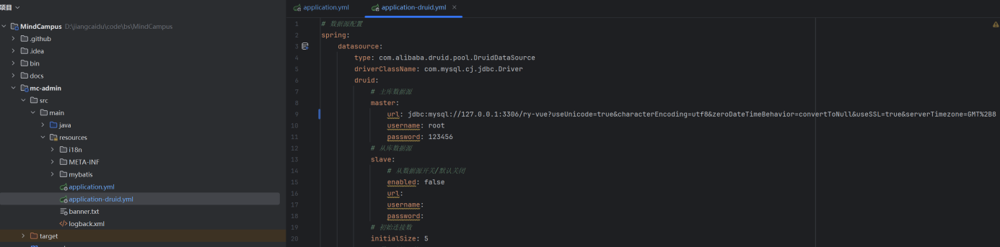 项目
MindCampus D:\jiangcaidu\code\bs\MindCampus
.github
.idea
bin
docs
mc-admin
src
main
java
resources
i18n
META-INF
mybatis
application.yml
application-druid.yml
banner.txt
logback.xml
target
application.yml
application-druid.yml
1 # 数据源配置
2 spring:
3 datasource:
4 type: com.alibaba.druid.pool.DruidDataSource
5 driverClassName: com.mysql.cj.jdbc.Driver
6 druid:
7 # 主库数据源
8 master:
9 url: jdbc:mysql://127.0.0.1:3306/ry-vue?useUnicode=true&characterEncoding=utf8&zeroDateTimeBehavior=convertToNull&useSSL=true&serverTimezone=GMT%2B8
10 username: root
11 password: 123456
12 # 从库数据源
13 slave:
14 # 从数据源开关/默认关闭
15 enabled: false
16 url:
17 username:
18 password:
19 # 初始连接数
20 initialSize: 5